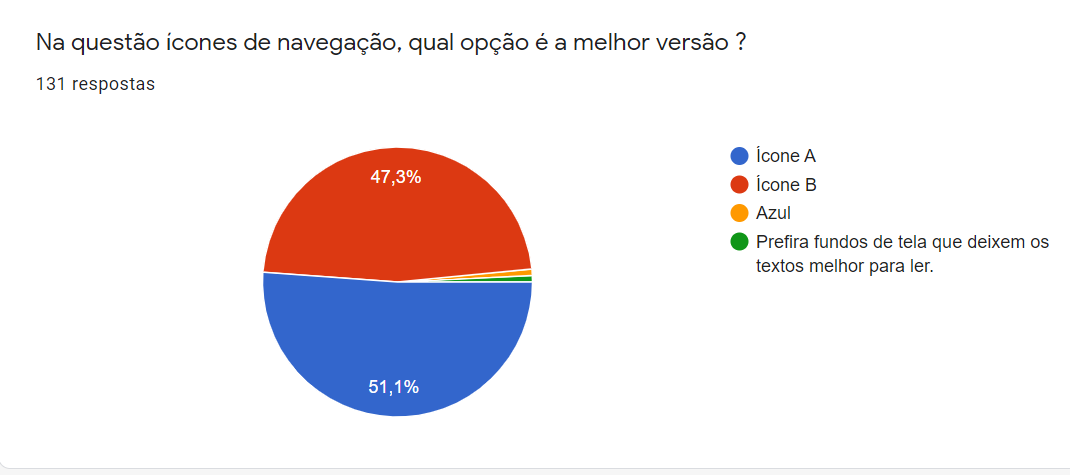 Na questão ícones de navegação, qual opção é a melhor versão ?
131 respostas
47,3%
51,1%
Ícone A
Ícone B
Azul
Prefira fundos de tela que deixem os
textos melhor para ler.